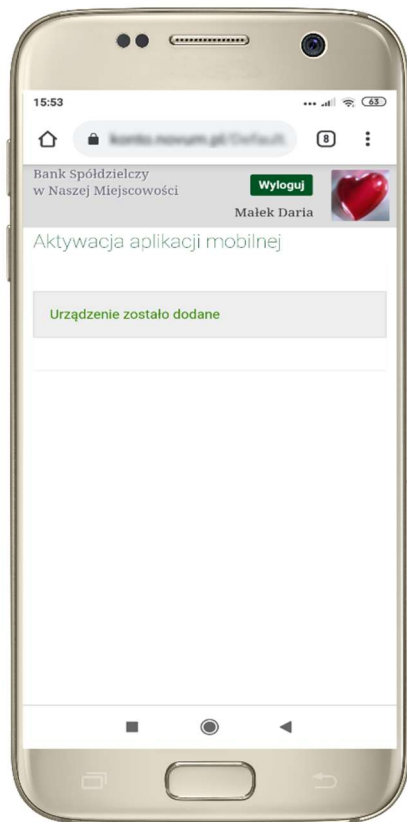 15:53
63
8
Bank Spółdzielczy
w Naszej Miejscowości
Wyloguj
Małek Daria
Aktywacja aplikacji mobilnej
Urządzenie zostało dodane